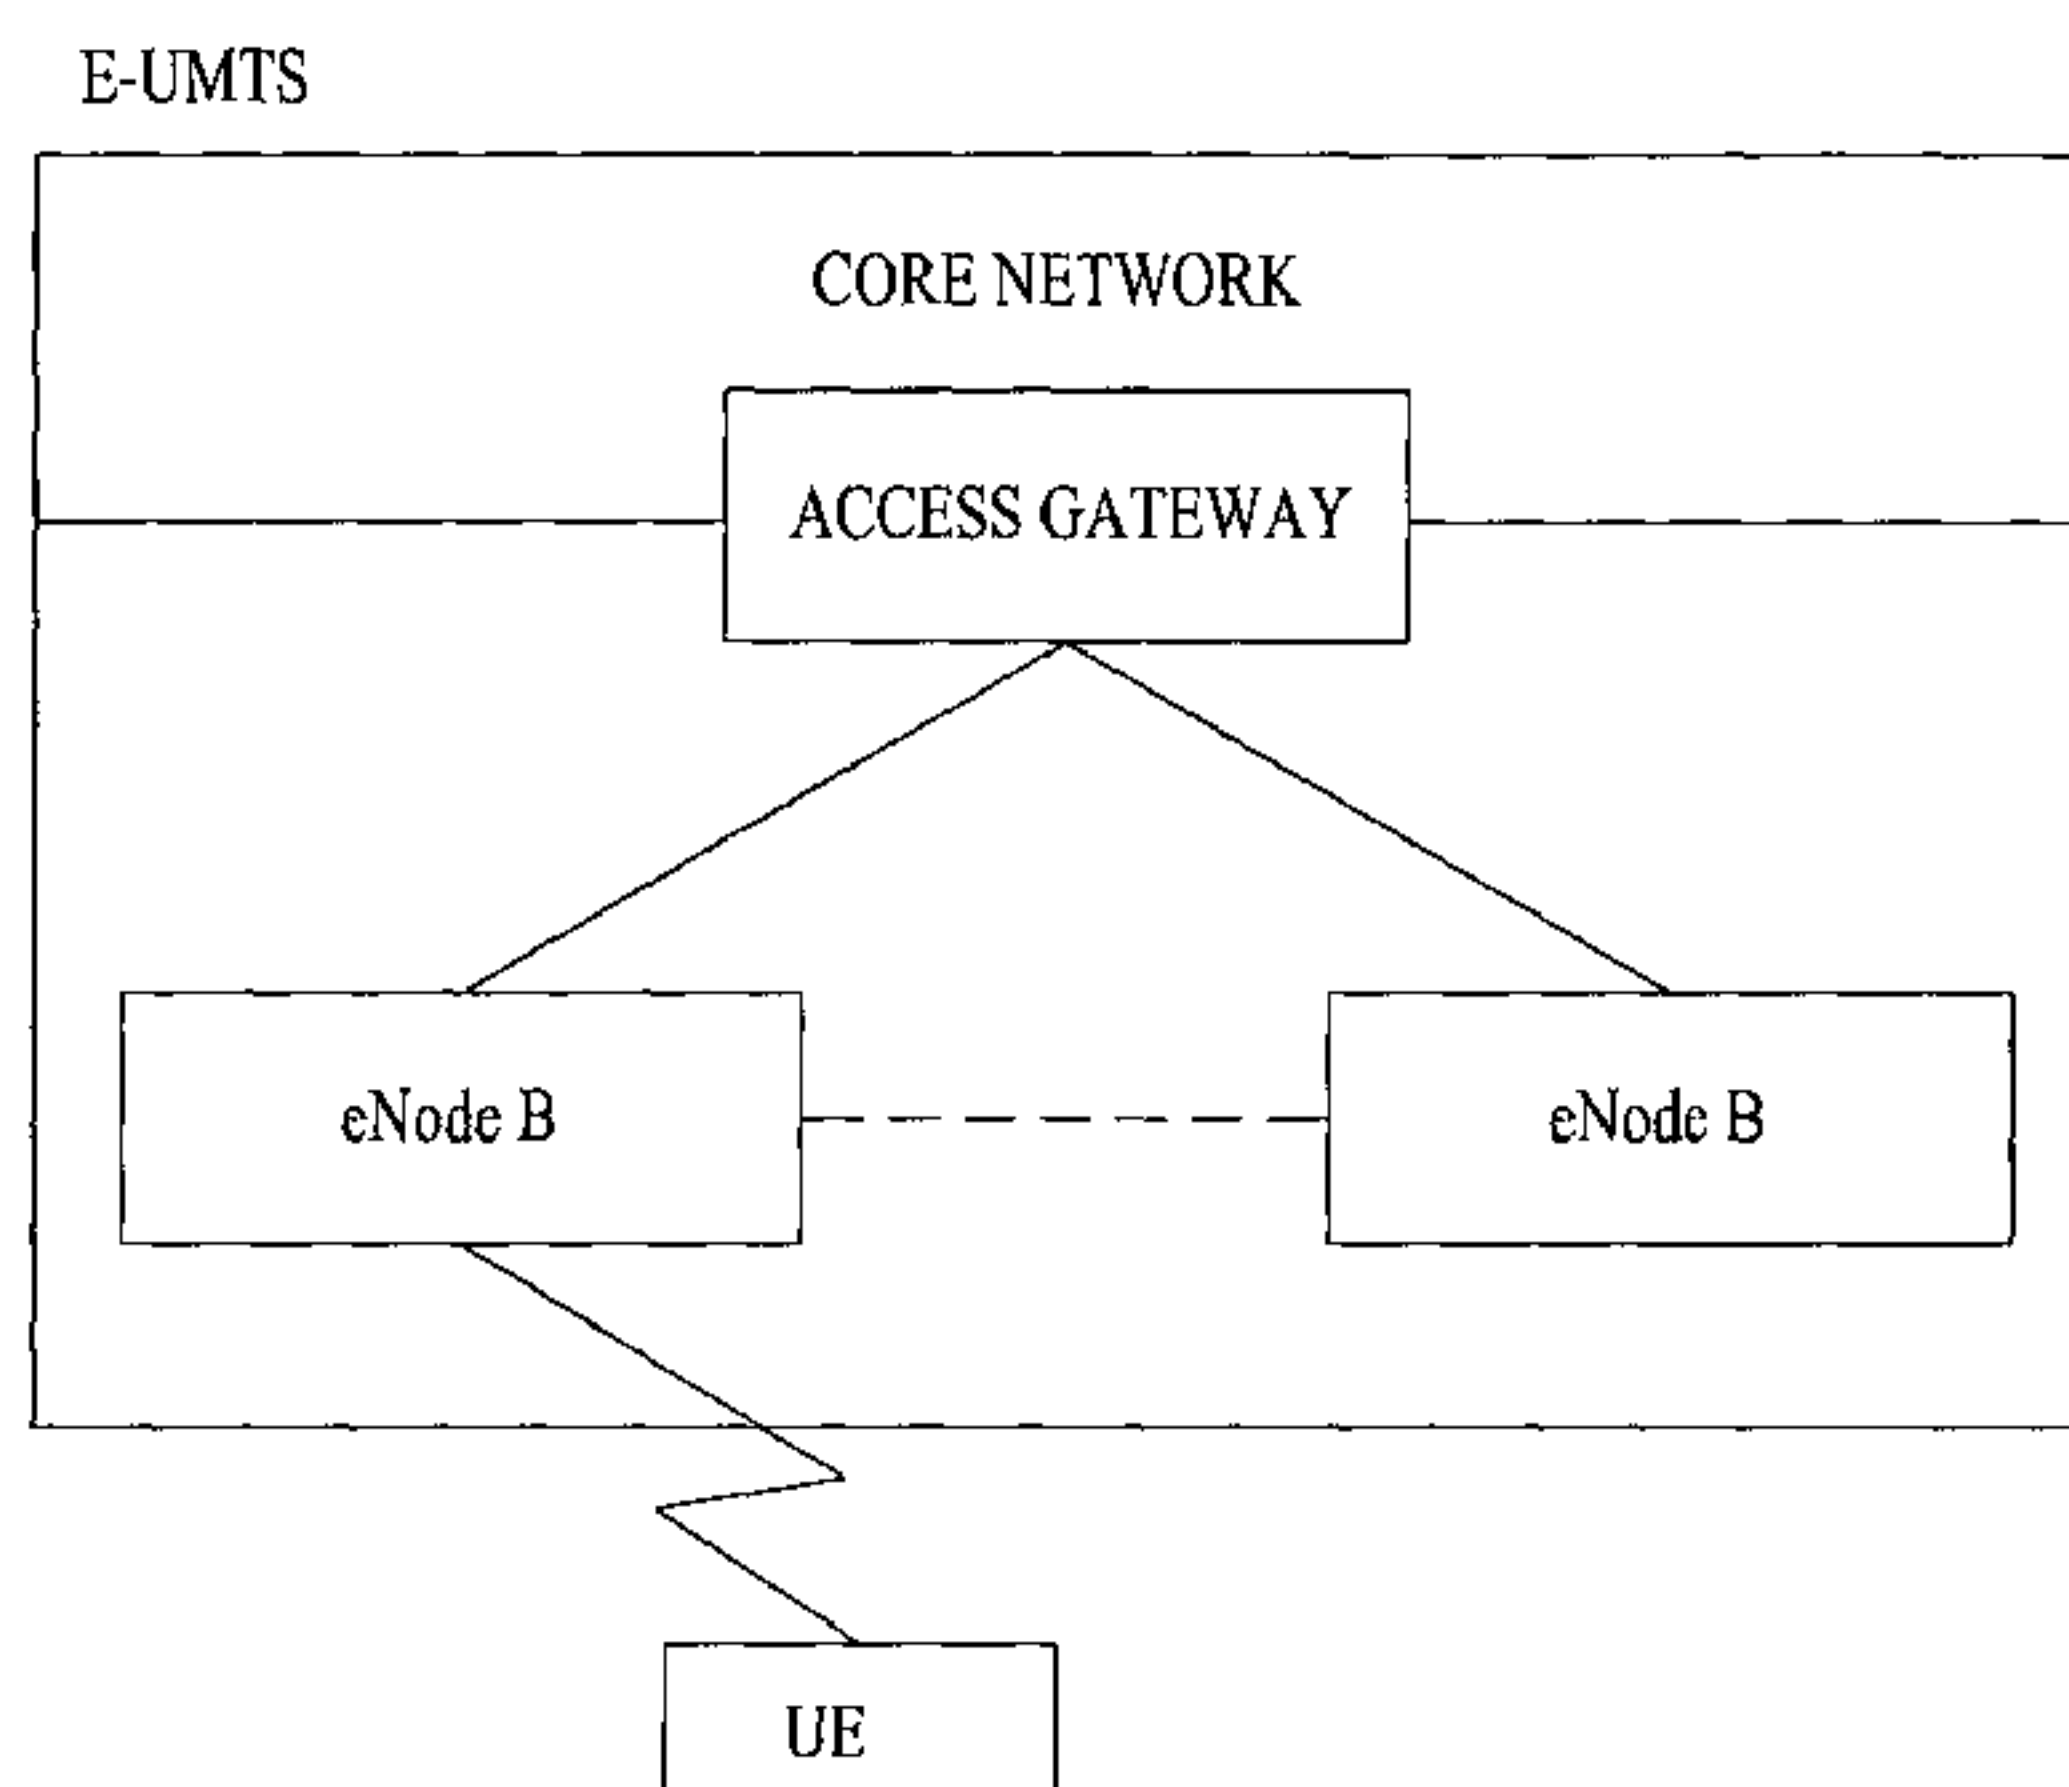 E-UMTS
CORE NETWORK
ACCESS GATEWAY
eNode B
eNode B
UE